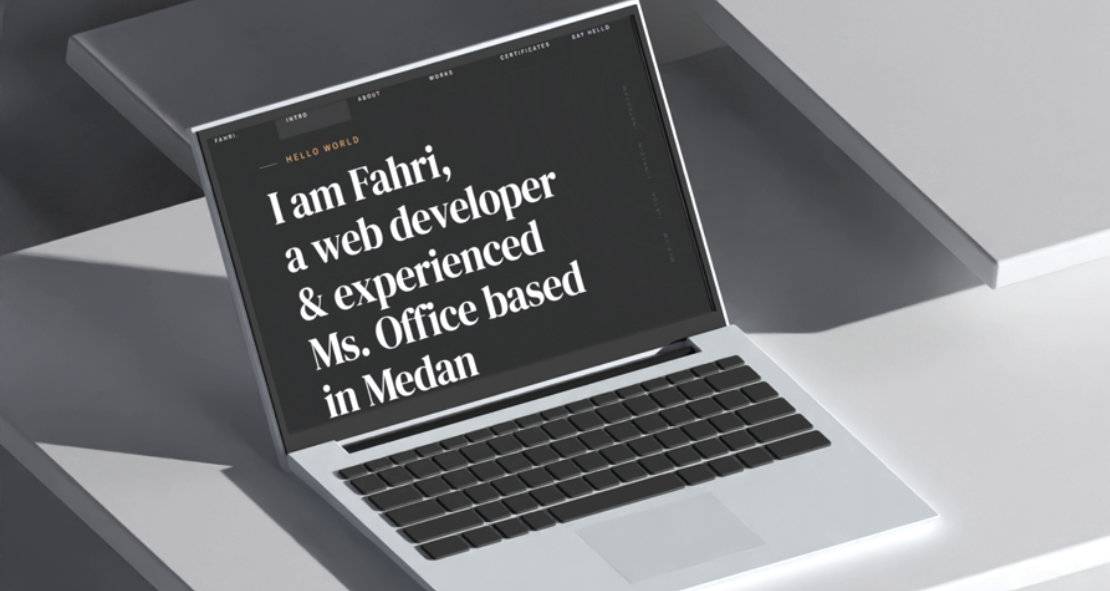 FAHRI.
INTRO
ABOUT
WORKS
CERTIFICATES
SAY HELLO
HELLO WORLD
I am Fahri,
a web developer
& experienced
Ms. Office based
in Medan